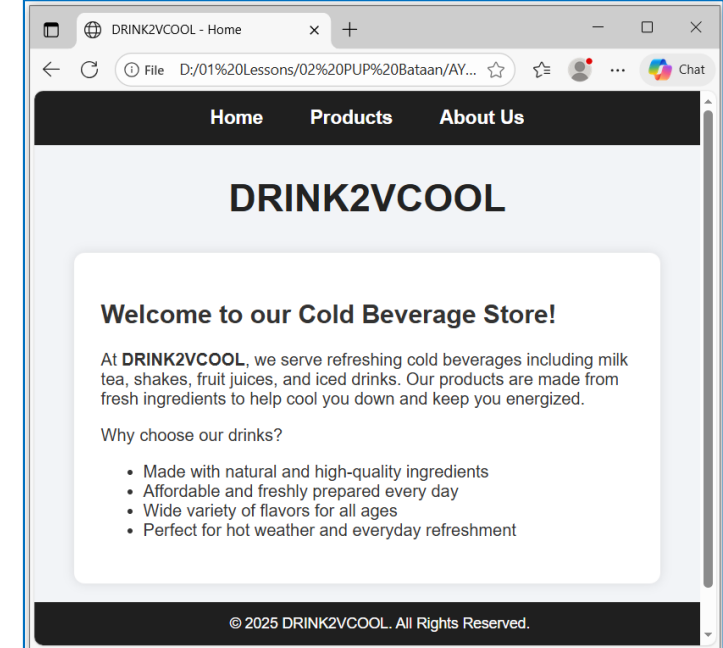 DRINK2VCOOL - Home
File D:/01%20Lessons/02%20PUP%20Bataan/AY...
Chat
Home Products About Us
DRINK2VCOOL
Welcome to our Cold Beverage Store!
At DRINK2VCOOL, we serve refreshing cold beverages including milk
tea, shakes, fruit juices, and iced drinks. Our products are made from
fresh ingredients to help cool you down and keep you energized.
Why choose our drinks?
• Made with natural and high-quality ingredients
• Affordable and freshly prepared every day
• Wide variety of flavors for all ages
• Perfect for hot weather and everyday refreshment
© 2025 DRINK2VCOOL. All Rights Reserved.